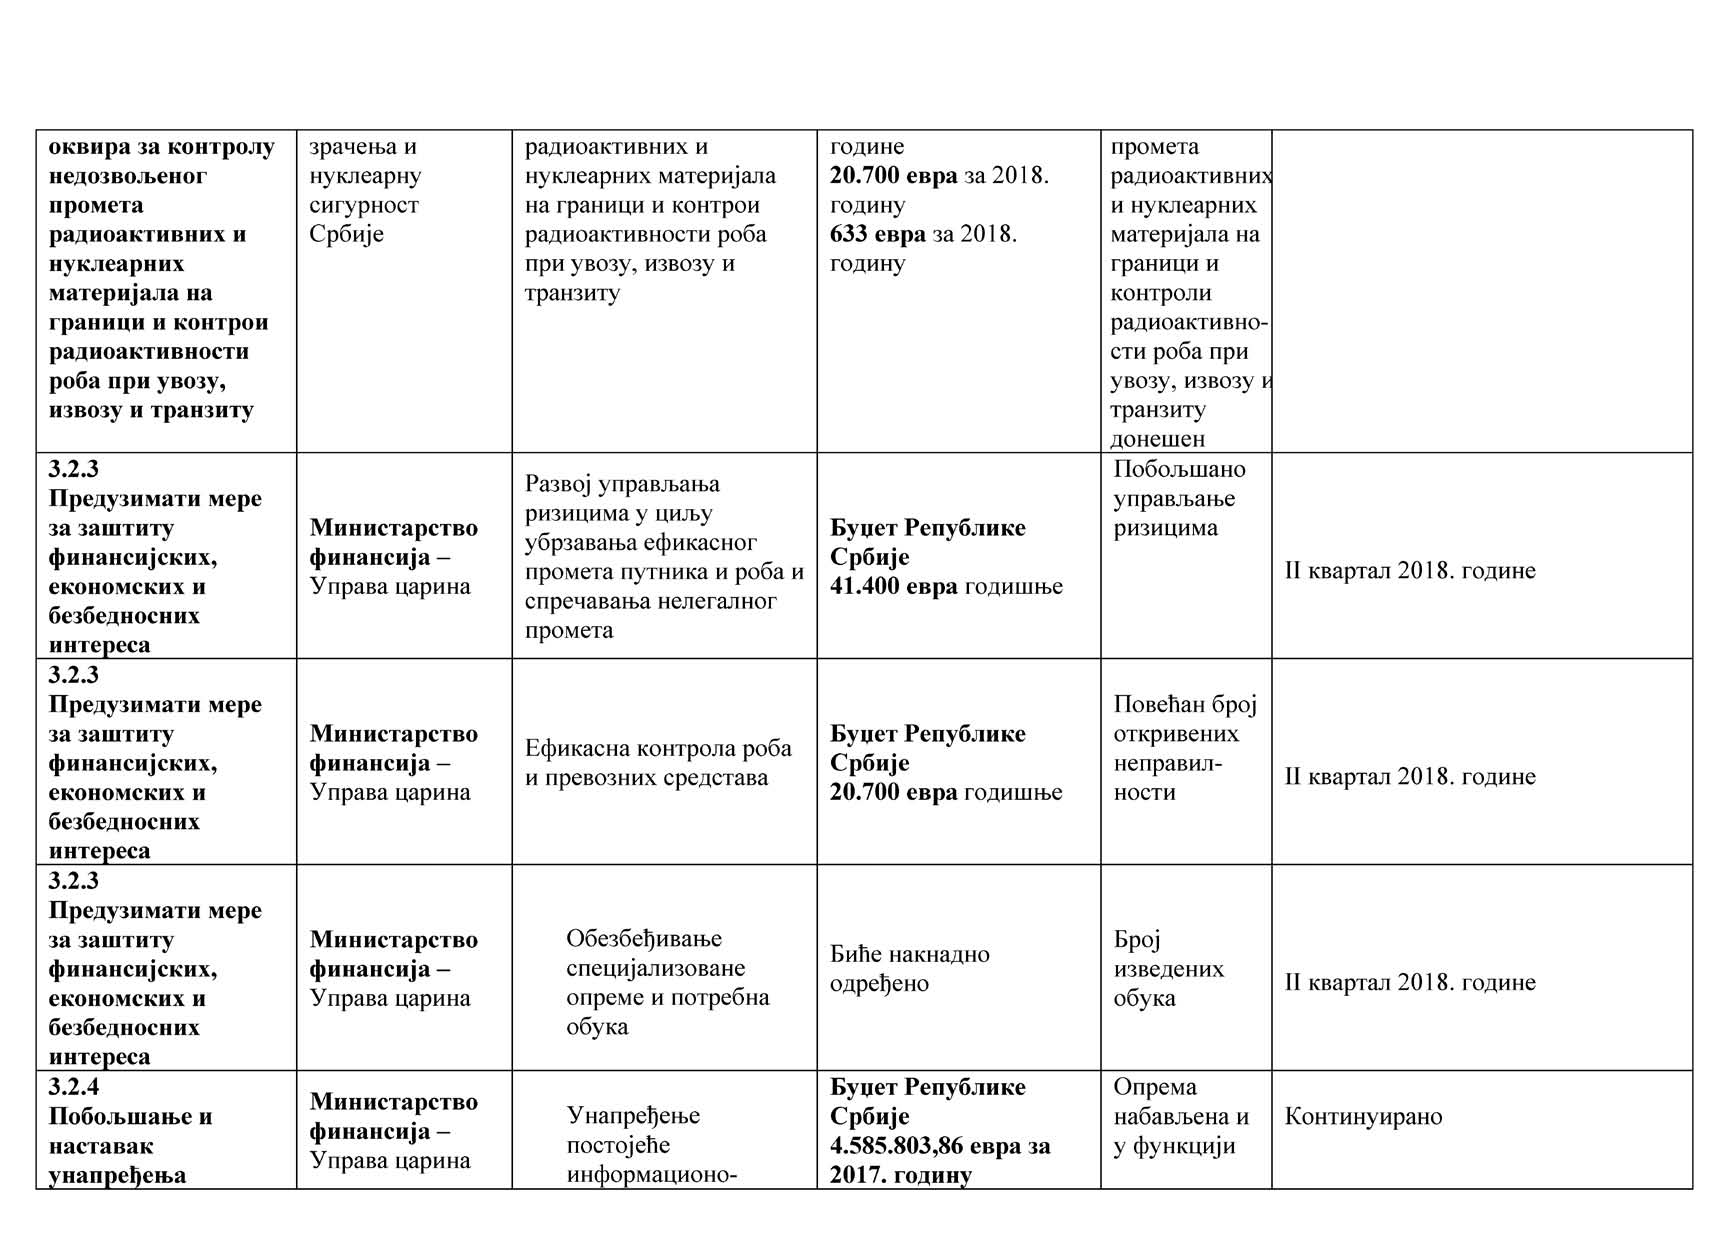 оквира за контролу
недозвољеног
промета
радиоактивних и
нуклеарних
материјала на
граници и контрои
радиоактивности
роба при увозу,
извозу и транзиту
зрачења и
нуклеарну
сигурност
Србије
радиоактивних и
нуклеарних материјала
на граници и контрои
радиоактивности роба
при увозу, извозу и
транзиту
године
20.700 евра за 2018.
годину
633 евра за 2018.
годину
промета
радиоактивних
и нуклеарних
материјала на
граници и
контроли
радиоактивно-
сти роба при
увозу, извозу и
транзиту
донешен
3.2.3
Предузимати мере
за заштиту
финансијских,
економских и
безбедносних
интереса
Министарство
финансија –
Управа царина
Развој управљања
ризицима у циљу
убрзавања ефикасног
промета путника и роба и
спречавања нелегалног
промета
Буџет Републике
Србије
41.400 евра годишње
Побољшано
управљање
ризицима
II квартал 2018. године
3.2.3
Предузимати мере
за заштиту
финансијских,
економских и
безбедносних
интереса
Министарство
финансија –
Управа царина
Ефикасна контрола роба
и превозних средстава
Буџет Републике
Србије
20.700 евра годишње
Повећан број
откривених
неправил-
ности
II квартал 2018. године
3.2.3
Предузимати мере
за заштиту
финансијских,
економских и
безбедносних
интереса
Министарство
финансија –
Управа царина
Обезбеђивање
специјализоване
опреме и потребна
обука
Биће накнадно
одређено
Број
изведених
обука
II квартал 2018. године
3.2.4
Побољшање и
наставак
унапређења
Министарство
финансија –
Управа царина
Унапређење
постојеће
информационо-
Буџет Републике
Србије
4.585.803,86 евра за
2017. годину
Опрема
набављена и
у функцији
Континуирано